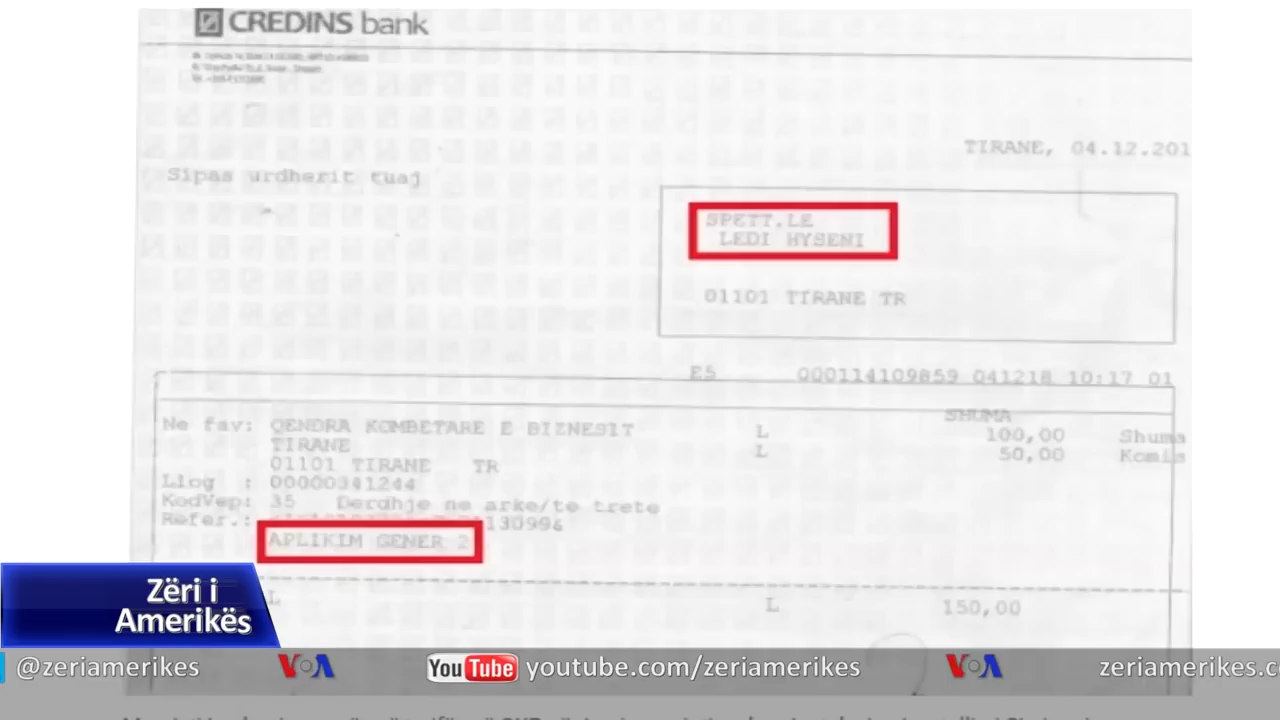 CREDINS bank
TIRANE, 04.12.201
Sipas urdherit tuaj
SPETT.LE
LEDI HYSENI
01101 TIRANE TR
E5 000114109859 041218 10:17 01
SHUMA
Ne fav: QENDRA KOMBETARE E BIZNESIT L 100,00 Shuma
TIRANE L 50,00 Komis
01101 TIRANE TR
Llog : 00000341244
KodVep: 35 Derdhje ne arke/te trete
Refer.:
APLIKIM GENER 2
L L 150,00
Zëri i
Amerikës
@zeriamerikes VOA YouTube youtube.com/zeriamerikes VOA zeriamerikes.c